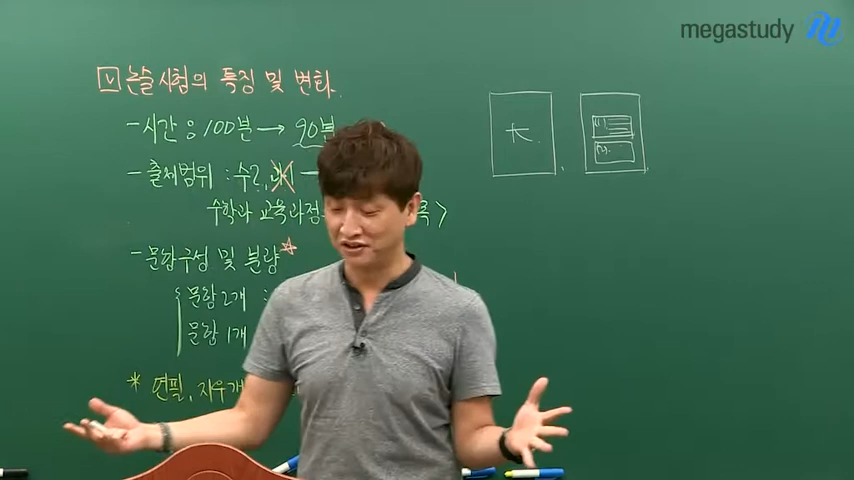 megastudy
V 논술시험의 특징 및 변화.
- 시간 : 100분 → 90분
- 출제범위 : 수2,
수학과 교육과정
- 문항구성 및 분량 *
문항 2개 :
문항 1개
* 연필, 지우개
大
(1)
(2).